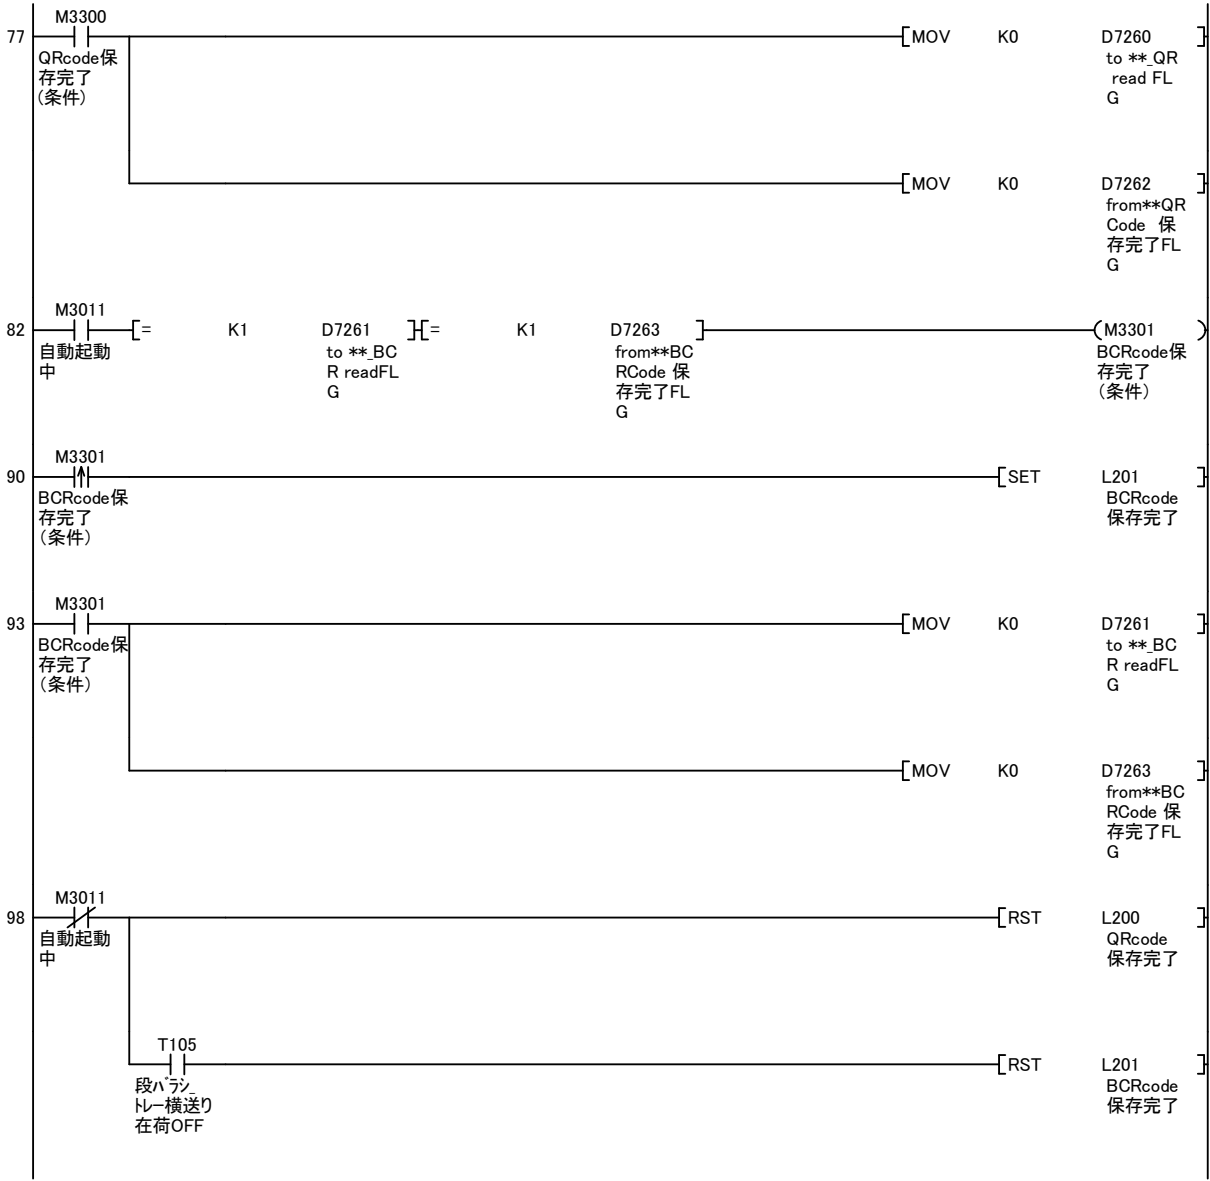 M3300
77 MOV K0 D7260
QRcode保
存完了
（条件）
to **_QR
read FL
G
MOV K0 D7262
from**QR
Code 保
存完了FL
G
M3011
82 = K1 D7261 = K1 D7263 M3301
自動起動
中
to **_BC
R readFL
G
from**BC
RCode 保
存完了FL
G
BCRcode保
存完了
（条件）
M3301
90 SET L201
BCRcode保
存完了
（条件）
BCRcode
保存完了
M3301
93 MOV K0 D7261
BCRcode保
存完了
（条件）
to **_BC
R readFL
G
MOV K0 D7263
from**BC
RCode 保
存完了FL
G
M3011
98 RST L200
自動起動
中
QRcode
保存完了
T105
RST L201
段ﾊﾞﾗｼ_
ﾄﾚｰ横送り
在荷OFF
BCRcode
保存完了